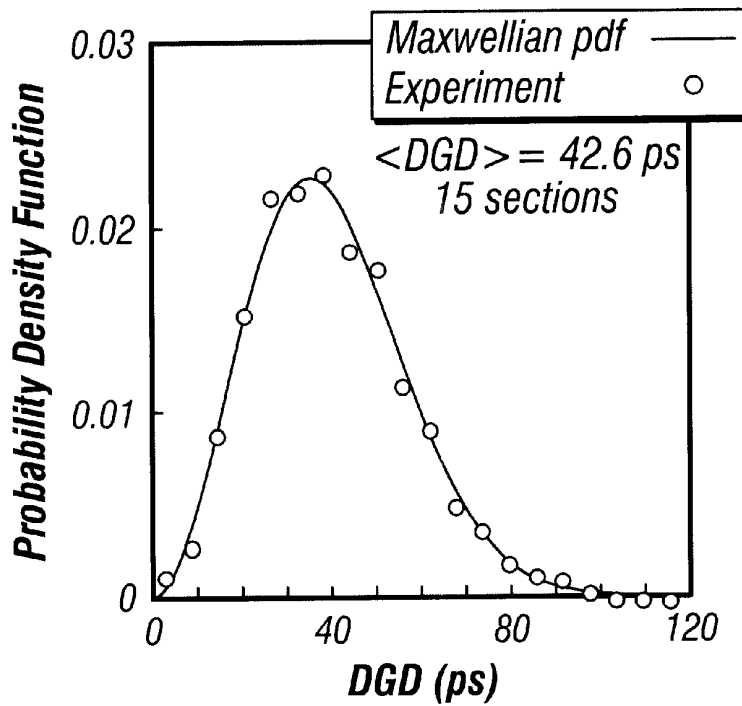 Maxwellian pdf
Experiment
<DGD> = 42.6 ps
15 sections
Probability Density Function
0.03
0.02
0.01
0
0
40
80
120
DGD (ps)